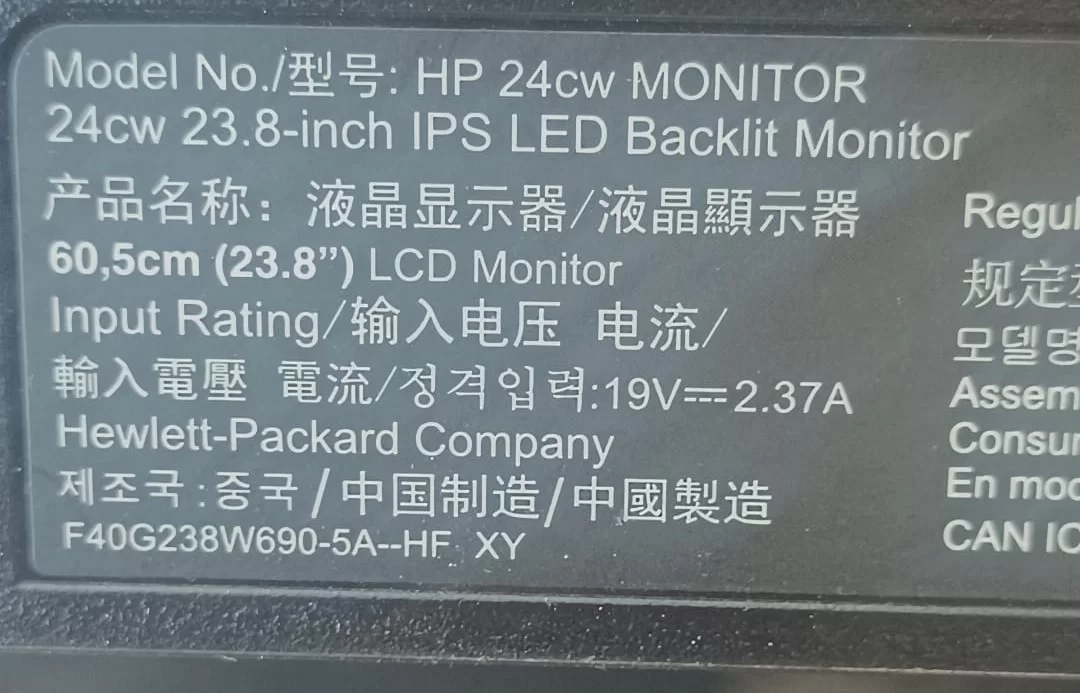 Model No./型号: HP 24cw MONITOR
24cw 23.8-inch IPS LED Backlit Monitor
产品名称：液晶显示器/液晶顯示器
60,5cm (23.8”) LCD Monitor
Input Rating/输入电压 电流/
輸入電壓 電流/정격입력:19V⎓2.37A
Hewlett-Packard Company
제조국:중국/中国制造/中國製造
F40G238W690-5A--HF XY
Regul
规定
모델명
Assem
Consu
En mo
CAN IC